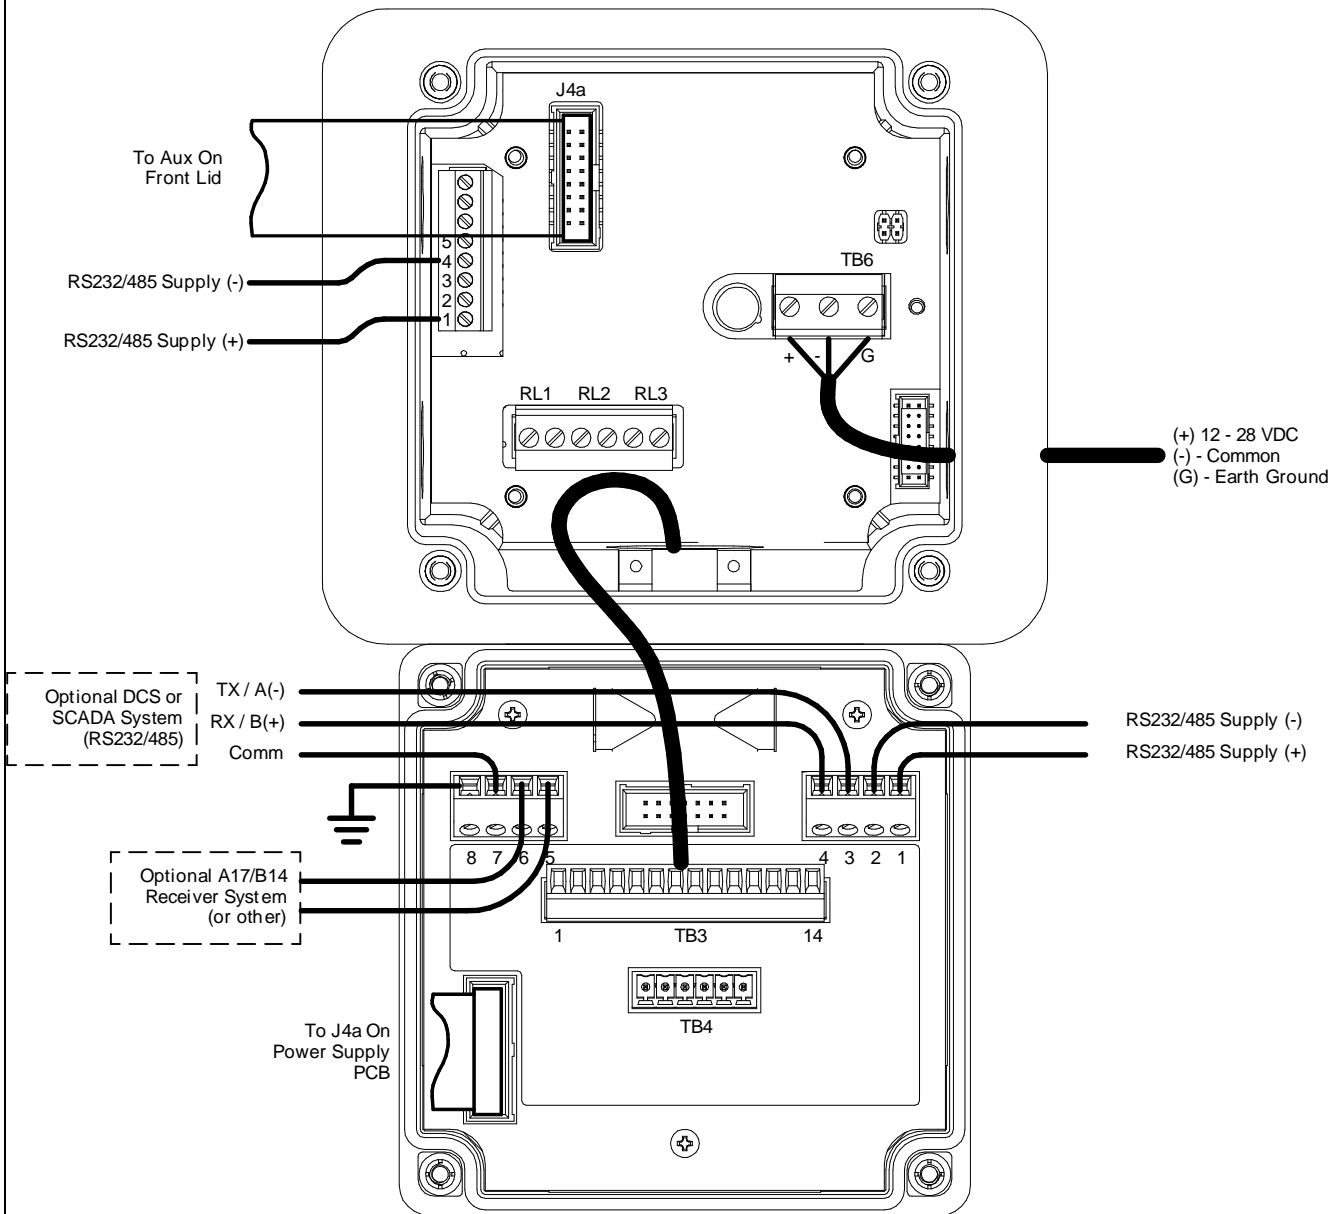 J4a
To Aux On
Front Lid
5
4
3
2
1
RS232/485 Supply (-)
RS232/485 Supply (+)
TB6
+ - G
RL1 RL2 RL3
(+) 12 - 28 VDC
(-) - Common
(G) - Earth Ground
Optional DCS or
SCADA System
(RS232/485)
TX / A(-)
RX / B(+)
Comm
RS232/485 Supply (-)
RS232/485 Supply (+)
8 7 6 5
4 3 2 1
Optional A17/B14
Receiver System
(or other)
1 TB3 14
TB4
To J4a On
Power Supply
PCB